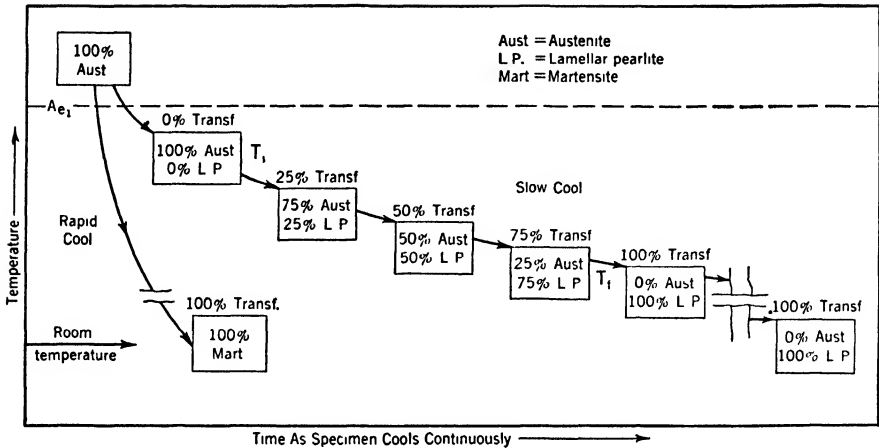 100%
Aust
Aust = Austenite
L P. = Lamellar pearlite
Mart = Martensite
Ae1
0% Transf
100% Aust
0% L P
Ts
25% Transf
75% Aust
25% L P
Slow Cool
50% Transf
50% Aust
50% L P
75% Transf
25% Aust
75% L P
Tf
100% Transf
0% Aust
100% L P
.100% Transf
0% Aust
100% L P
Rapid
Cool
100% Transf.
100%
Mart
Room
temperature
Temperature
Time As Specimen Cools Continuously